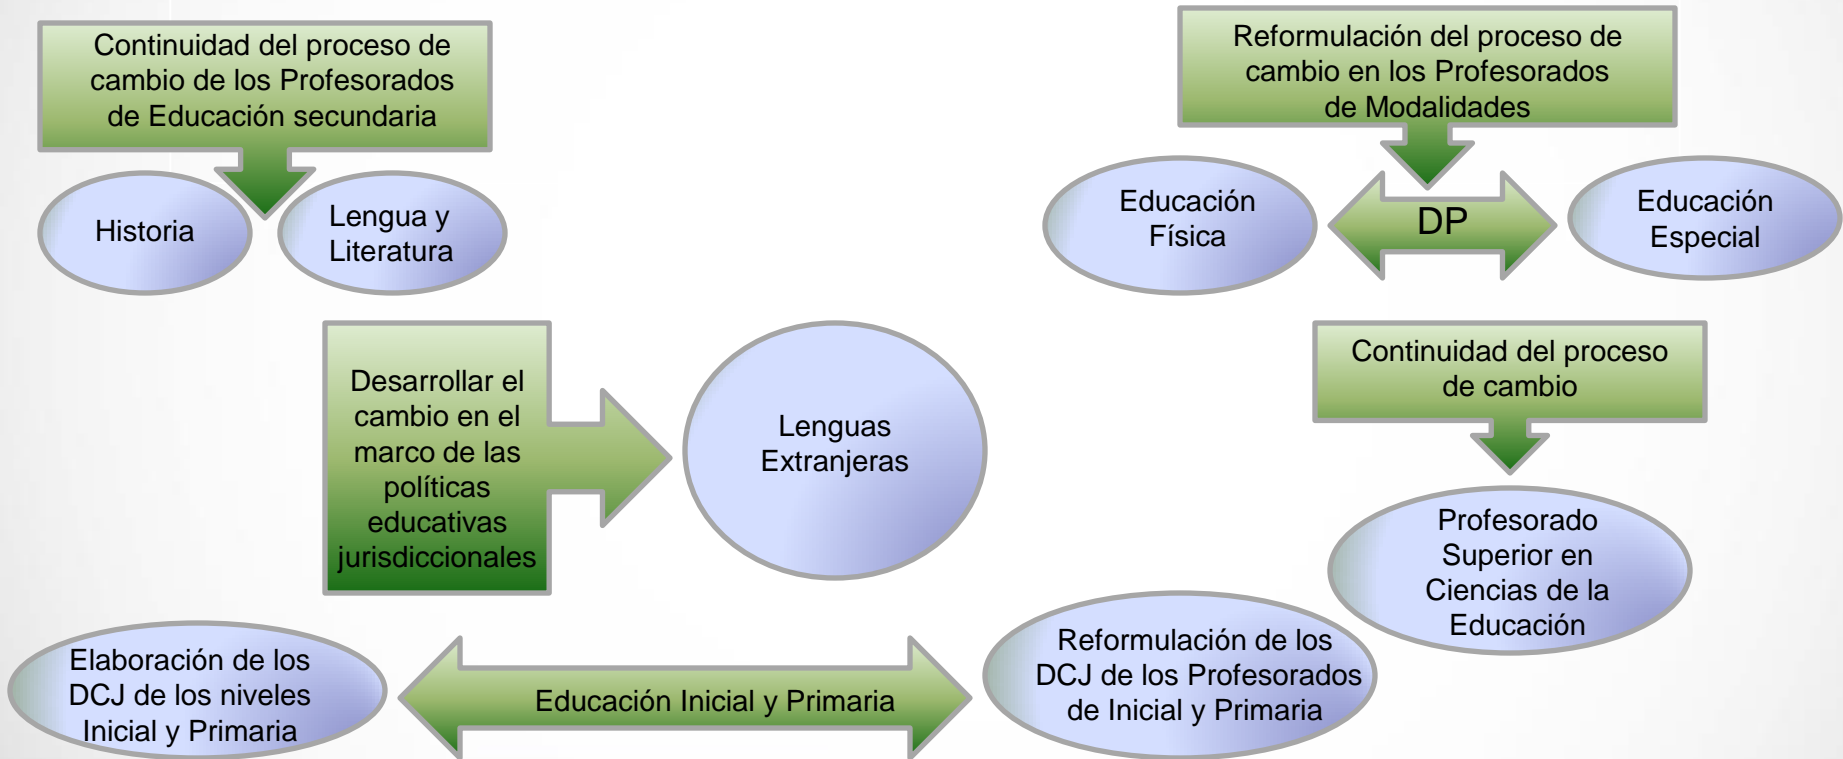 Continuidad del proceso de
cambio de los Profesorados
de Educación secundaria
Historia
Lengua y
Literatura
Reformulación del proceso de
cambio en los Profesorados
de Modalidades
Educación
Física
DP
Educación
Especial
Desarrollar el
cambio en el
marco de las
políticas
educativas
jurisdiccionales
Lenguas
Extranjeras
Continuidad del proceso
de cambio
Profesorado
Superior en
Ciencias de la
Educación
Elaboración de los
DCJ de los niveles
Inicial y Primaria
Educación Inicial y Primaria
Reformulación de los
DCJ de los Profesorados
de Inicial y Primaria